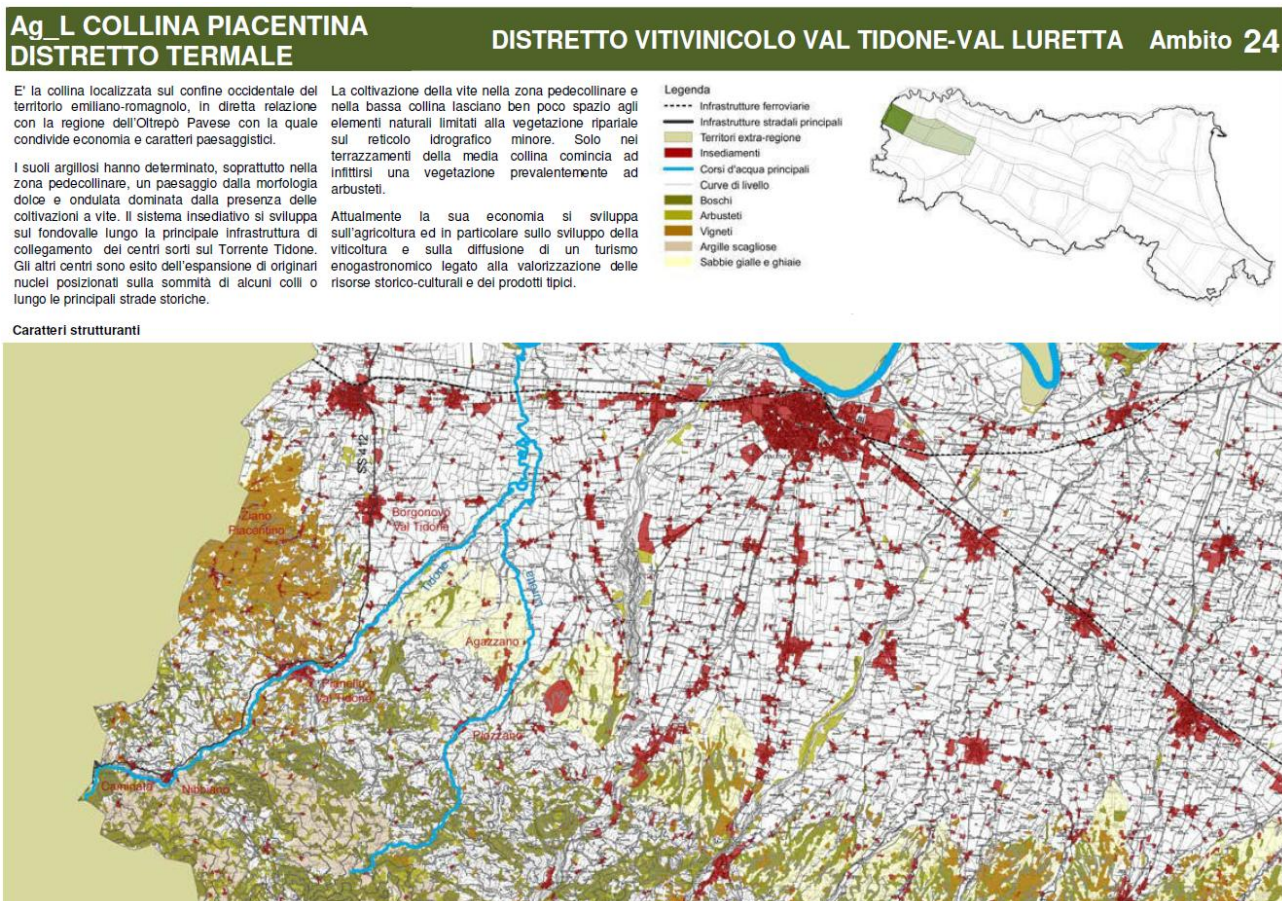 Ag_L COLLINA PIACENTINA
DISTRETTO TERMALE
DISTRETTO VITIVINICOLO VAL TIDONE-VAL LURETTA Ambito 24
E' la collina localizzata sul confine occidentale del
territorio emiliano-romagnolo, in diretta relazione
con la regione dell'Oltrepò Pavese con la quale
condivide economia e caratteri paesaggistici.
I suoli argillosi hanno determinato, soprattutto nella
zona pedecollinare, un paesaggio dalla morfologia
dolce e ondulata dominata dalla presenza delle
coltivazioni a vite. Il sistema insediativo si sviluppa
sul fondovalle lungo la principale infrastruttura di
collegamento dei centri sorti sul Torrente Tidone.
Gli altri centri sono esito dell'espansione di originari
nuclei posizionati sulla sommità di alcuni colli o
lungo le principali strade storiche.
La coltivazione della vite nella zona pedecollinare e
nella bassa collina lasciano ben poco spazio agli
elementi naturali limitati alla vegetazione ripariale
sul reticolo idrografico minore. Solo nei
terrazzamenti della media collina comincia ad
infittirsi una vegetazione prevalentemente ad
arbusteti.
Attualmente la sua economia si sviluppa
sull'agricoltura ed in particolare sullo sviluppo della
viticoltura e sulla diffusione di un turismo
enogastronomico legato alla valorizzazione delle
risorse storico-culturali e dei prodotti tipici.
Legenda
Infrastrutture ferroviarie
Infrastrutture stradali principali
Territori extra-regione
Insediamenti
Corsi d'acqua principali
Curve di livello
Boschi
Arbusteti
Vigneti
Argille scagliose
Sabbie gialle e ghiaie
Caratteri strutturanti
SS412
Ziano
Piacentino
Borgonovo
Val Tidone
Tidone
Luretta
Agazzano
Pianello
Val Tidone
Piozzano
Caminata
Nibbiano